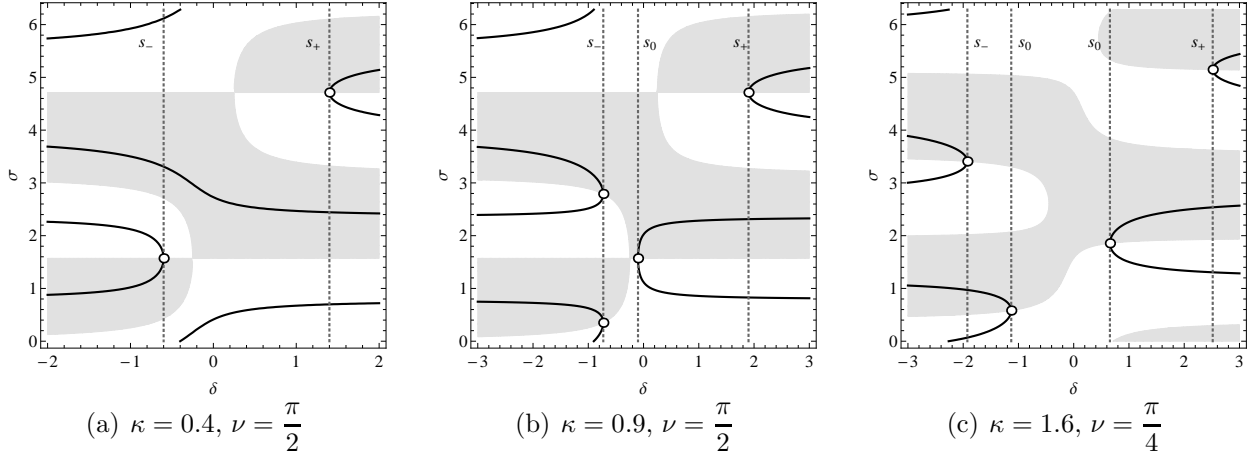 6
5
4
3
2
1
0
σ
s₋
s₊
−2
−1
0
1
2
δ
(a) κ = 0.4, ν = π/2
6
5
4
3
2
1
0
σ
s₋
s₀
s₊
−3
−2
−1
0
1
2
3
δ
(b) κ = 0.9, ν = π/2
6
5
4
3
2
1
0
σ
s₋
s₀
s₀
s₊
−3
−2
−1
0
1
2
3
δ
(c) κ = 1.6, ν = π/4